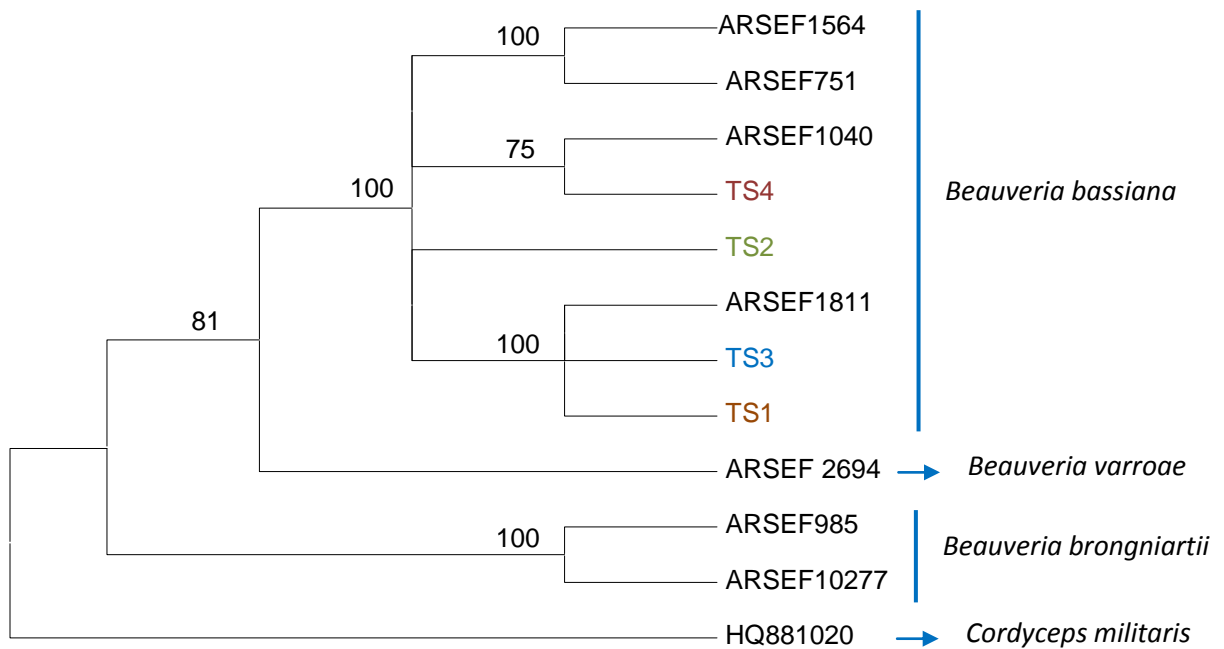 ARSEF1564
100
ARSEF751
ARSEF1040
75
TS4
Beauveria bassiana
100
TS2
ARSEF1811
81
100
TS3
TS1
ARSEF 2694
Beauveria varroae
ARSEF985
100
Beauveria brongniartii
ARSEF10277
HQ881020
Cordyceps militaris